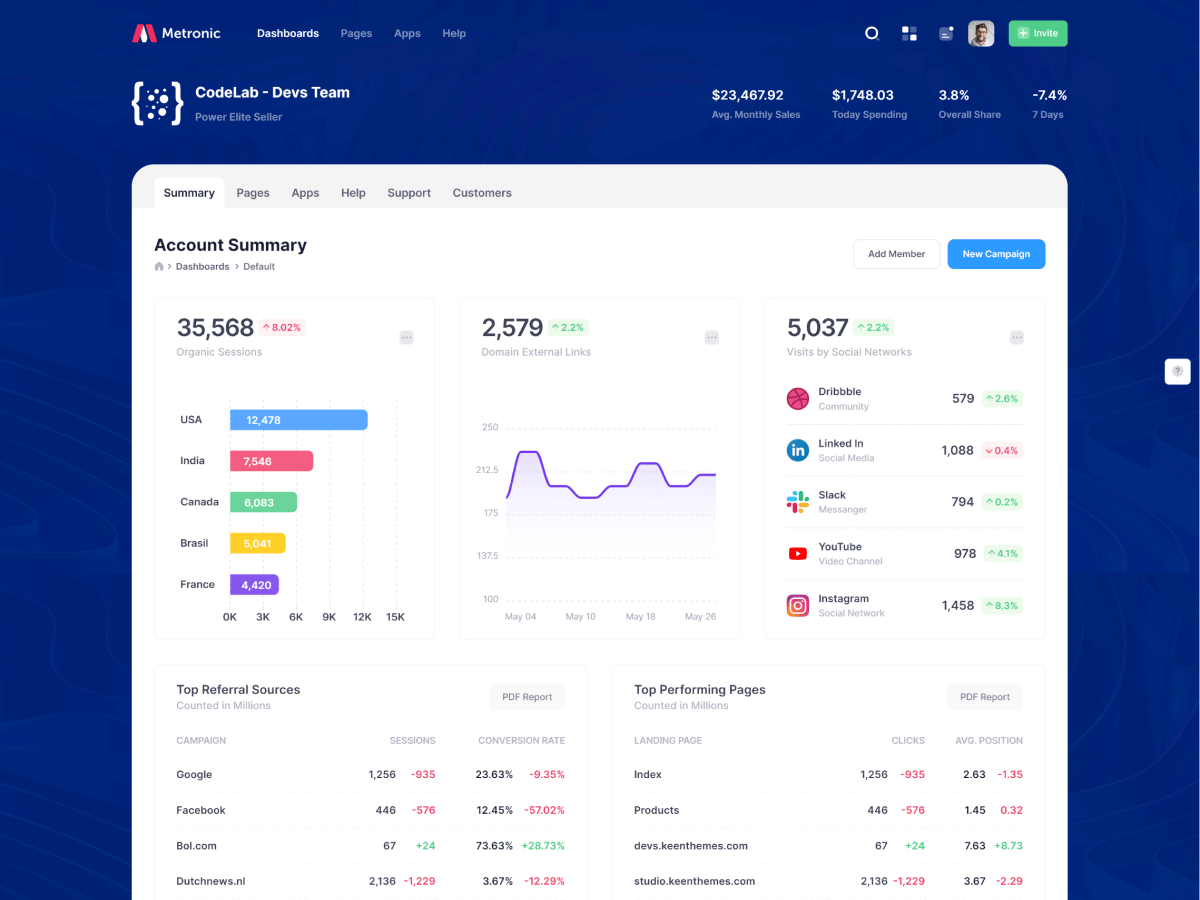 Metronic
Dashboards Pages Apps Help
Invite
CodeLab - Devs Team
Power Elite Seller
$23,467.92 $1,748.03 3.8% -7.4%
Avg. Monthly Sales Today Spending Overall Share 7 Days
Summary Pages Apps Help Support Customers
Account Summary
Dashboards > Default
Add Member New Campaign
35,568 8.02%
Organic Sessions
USA 12,478
India 7,546
Canada 6,083
Brasil 5,041
France 4,420
0K 3K 6K 9K 12K 15K
2,579 2.2%
Domain External Links
250
212.5
175
137.5
100
May 04 May 10 May 18 May 26
5,037 2.2%
Visits by Social Networks
Dribbble
Community
579 2.6%
Linked In
Social Media
1,088 0.4%
Slack
Messanger
794 0.2%
YouTube
Video Channel
978 4.1%
Instagram
Social Network
1,458 8.3%
?
Top Referral Sources
Counted in Millions
PDF Report
CAMPAIGN SESSIONS CONVERSION RATE
Google 1,256 -935 23.63% -9.35%
Facebook 446 -576 12.45% -57.02%
Bol.com 67 +24 73.63% +28.73%
Dutchnews.nl 2,136 -1,229 3.67% -12.29%
Top Performing Pages
Counted in Millions
PDF Report
LANDING PAGE CLICKS AVG. POSITION
Index 1,256 -935 2.63 -1.35
Products 446 -576 1.45 0.32
devs.keenthemes.com 67 +24 7.63 +8.73
studio.keenthemes.com 2,136 -1,229 3.67 -2.29